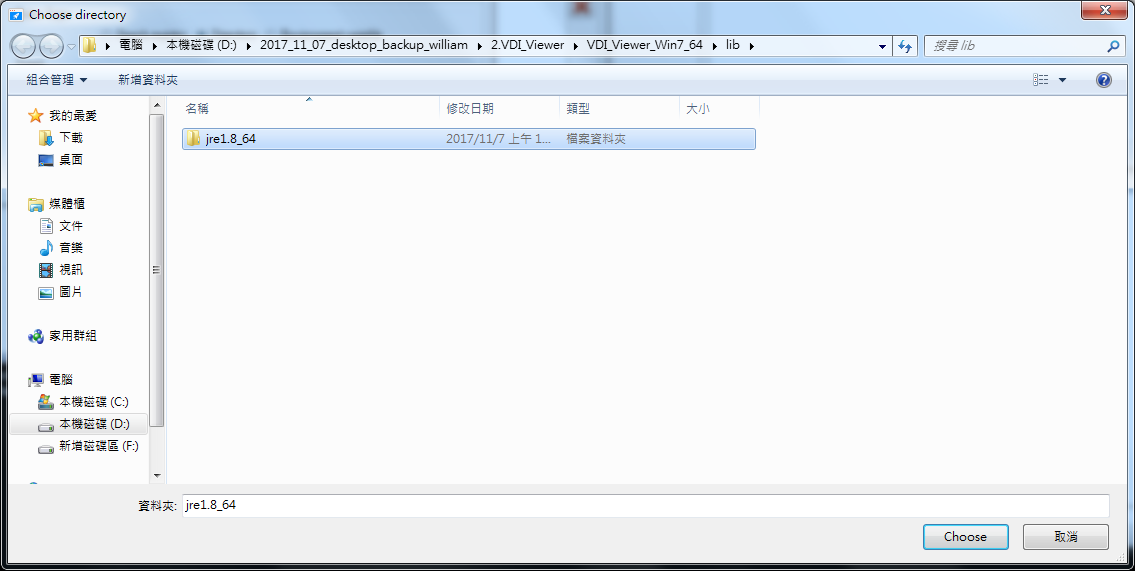 Choose directory
電腦 本機磁碟 (D:) 2017_11_07_desktop_backup_william 2.VDI_Viewer VDI_Viewer_Win7_64 lib 搜尋 lib
組合管理 新增資料夾
名稱 修改日期 類型 大小
jre1.8_64 2017/11/7 上午 1... 檔案資料夾
我的最愛
下載
桌面
媒體櫃
文件
音樂
視訊
圖片
家用群組
電腦
本機磁碟 (C:)
本機磁碟 (D:)
新增磁碟區 (F:)
資料夾: jre1.8_64
Choose 取消